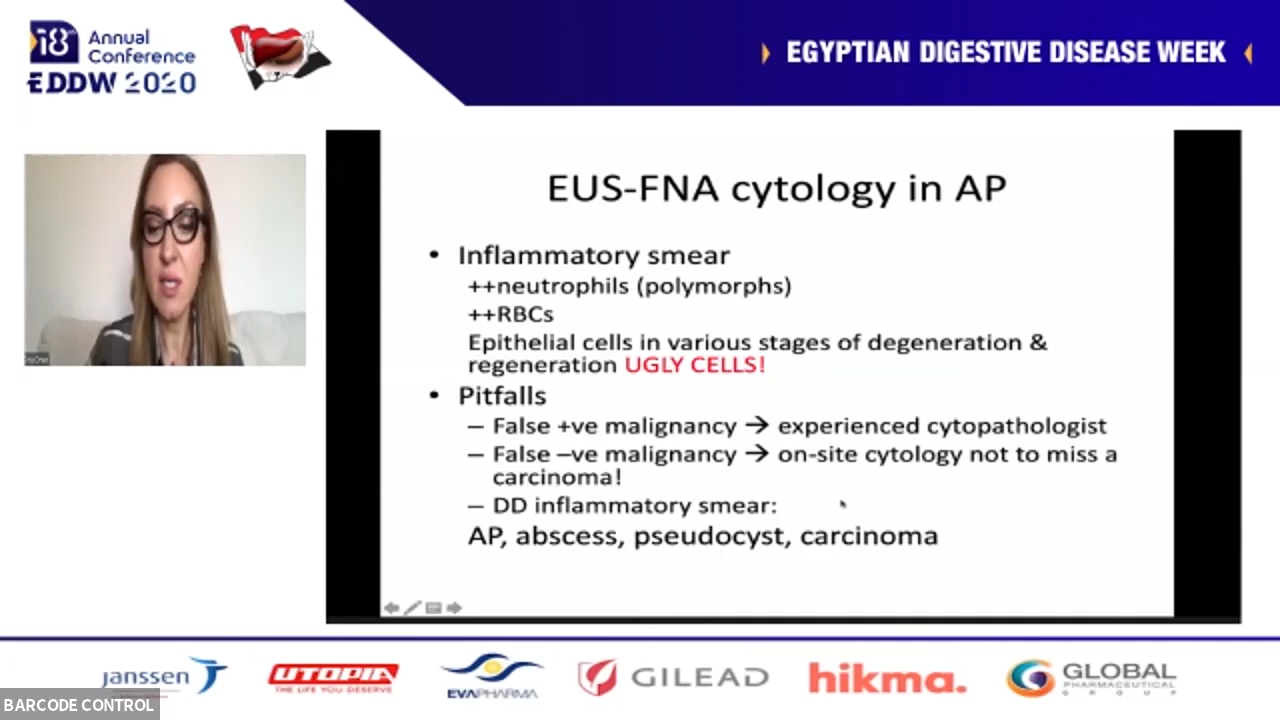 i8
Annual
Conference
EDDW 2020
EGYPTIAN DIGESTIVE DISEASE WEEK
EUS-FNA cytology in AP
• Inflammatory smear
++neutrophils (polymorphs)
++RBCs
Epithelial cells in various stages of degeneration &
regeneration UGLY CELLS!
• Pitfalls
– False +ve malignancy → experienced cytopathologist
– False –ve malignancy → on-site cytology not to miss a
carcinoma!
– DD inflammatory smear:
AP, abscess, pseudocyst, carcinoma
janssen
UTOPIA
THE LIFE YOU DESERVE
EVAPHARMA
GILEAD
hikma.
GLOBAL
PHARMACEUTICAL
GROUP
BARCODE CONTROL